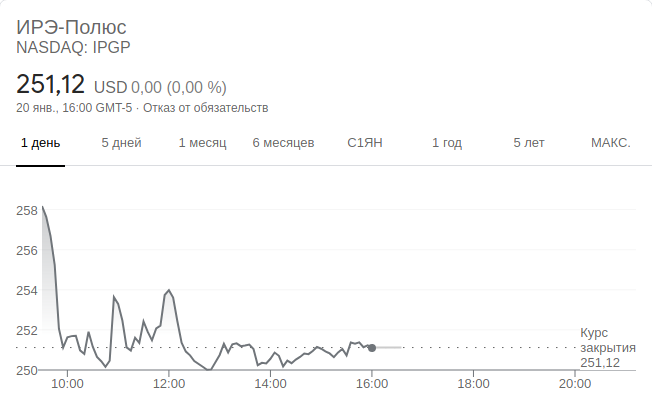 ИРЭ-Полюс
NASDAQ: IPGP
251,12 USD 0,00 (0,00 %)
20 янв., 16:00 GMT-5 · Отказ от обязательств
1 день 5 дней 1 месяц 6 месяцев С1ЯН 1 год 5 лет МАКС.
258
256
254
252
250
Курс
закрытия
251,12
10:00 12:00 14:00 16:00 18:00 20:00